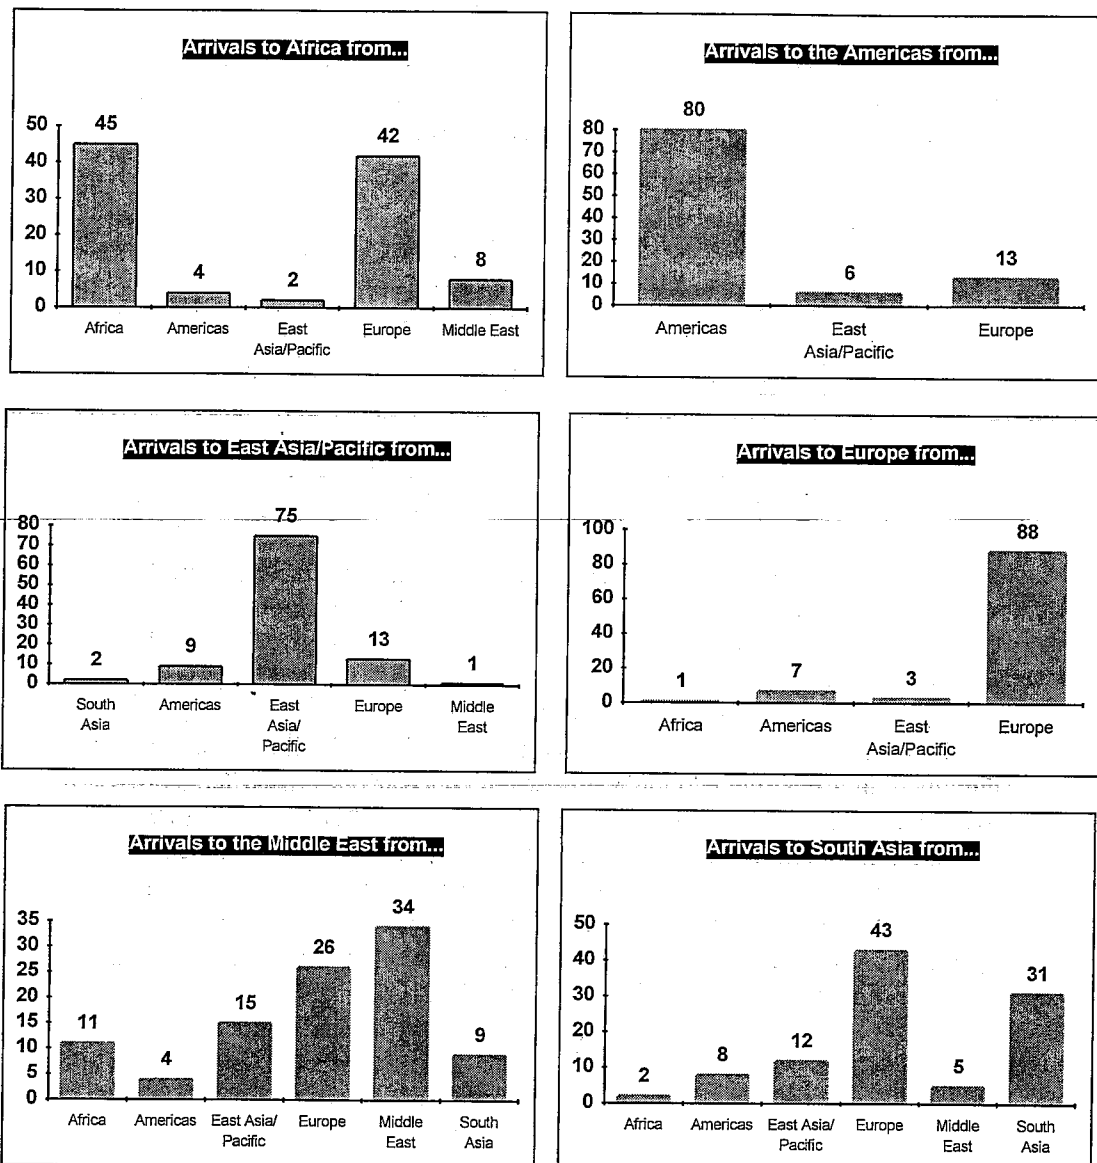 Arrivals to Africa from...
50
40
30
20
10
0
45
4
2
42
8
Africa
Americas
East
Asia/Pacific
Europe
Middle East
Arrivals to the Americas from...
80
70
60
50
40
30
20
10
0
80
6
13
Americas
East
Asia/Pacific
Europe
Arrivals to East Asia/Pacific from...
80
70
60
50
40
30
20
10
0
2
9
75
13
1
South
Asia
Americas
East
Asia/
Pacific
Europe
Middle
East
Arrivals to Europe from...
100
80
60
40
20
0
1
7
3
88
Africa
Americas
East
Asia/Pacific
Europe
Arrivals to the Middle East from...
35
30
25
20
15
10
5
0
11
4
15
26
34
9
Africa
Americas
East Asia/
Pacific
Europe
Middle
East
South
Asia
Arrivals to South Asia from...
50
40
30
20
10
0
2
8
12
43
5
31
Africa
Americas
East Asia/
Pacific
Europe
Middle
East
South
Asia